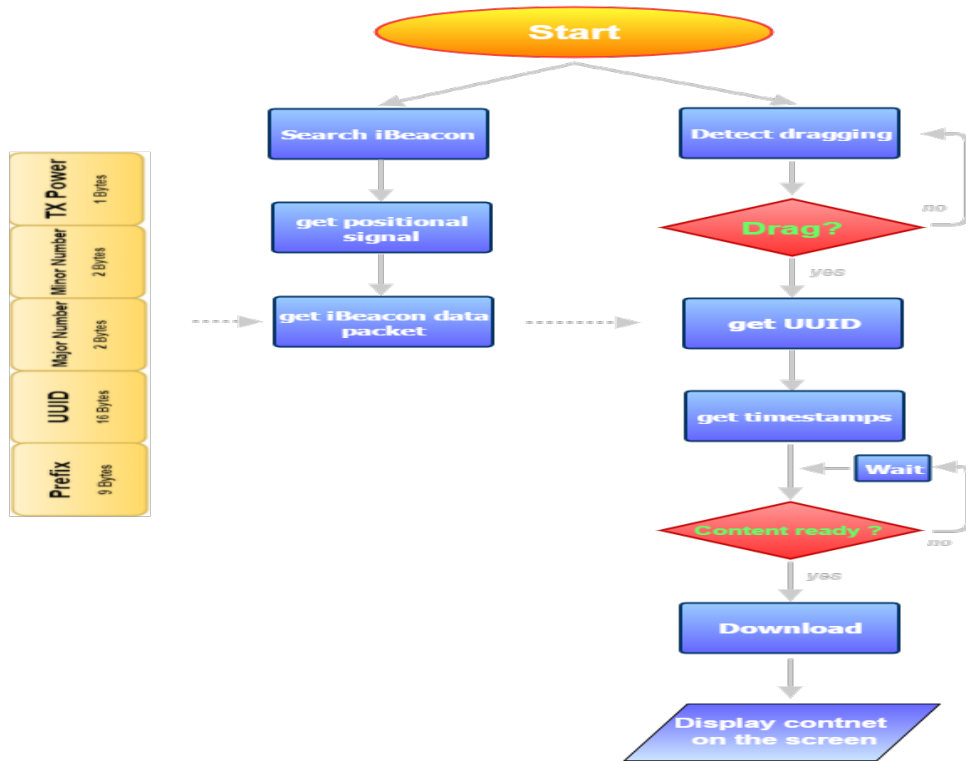 Start
Search iBeacon
get positional
signal
get iBeacon data
packet
TX Power
1 Bytes
Minor Number
2 Bytes
Major Number
2 Bytes
UUID
16 Bytes
Prefix
9 Bytes
Detect dragging
no
Drag?
yes
get UUID
get timestamps
Wait
Content ready ?
no
yes
Download
Display contnet
on the screen